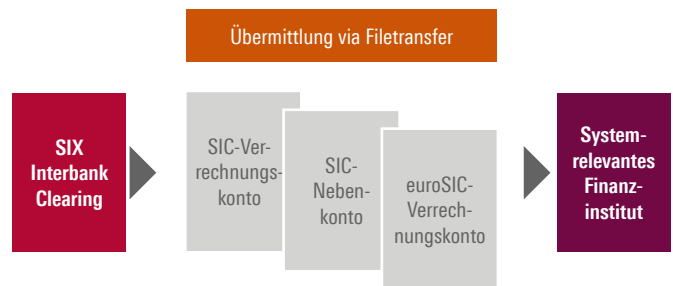 Übermittlung via Filetransfer
SIX
Interbank
Clearing
SIC-Ver-
rechnungs-
konto
SIC-
Neben-
konto
euroSIC-
Verrech-
nungskonto
System-
relevantes
Finanz-
institut